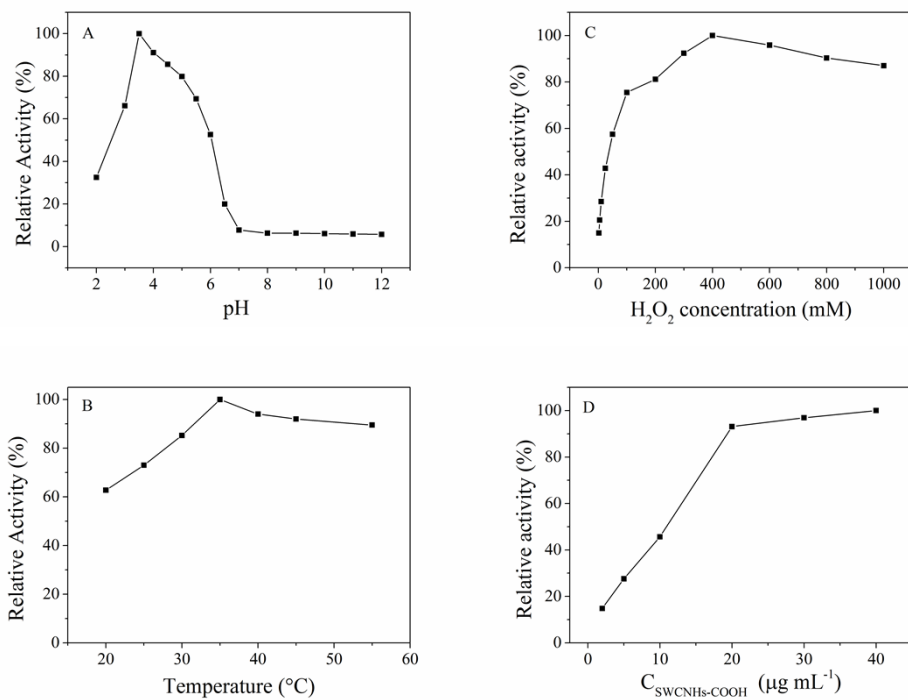 A
Relative Activity (%)
100
80
60
40
20
0
2 4 6 8 10 12
pH
C
Relative activity (%)
100
80
60
40
20
0
0 200 400 600 800 1000
H₂O₂ concentration (mM)
B
Relative Activity (%)
100
80
60
40
20
0
20 30 40 50 60
Temperature (°C)
D
Relative activity (%)
100
80
60
40
20
0
0 10 20 30 40
C_SWCNHs-COOH (μg mL⁻¹)